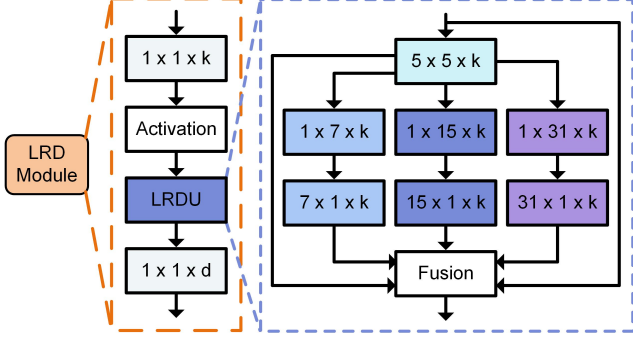 LRD
Module
1 x 1 x k
Activation
LRDU
1 x 1 x d
5 x 5 x k
1 x 7 x k
1 x 15 x k
1 x 31 x k
7 x 1 x k
15 x 1 x k
31 x 1 x k
Fusion